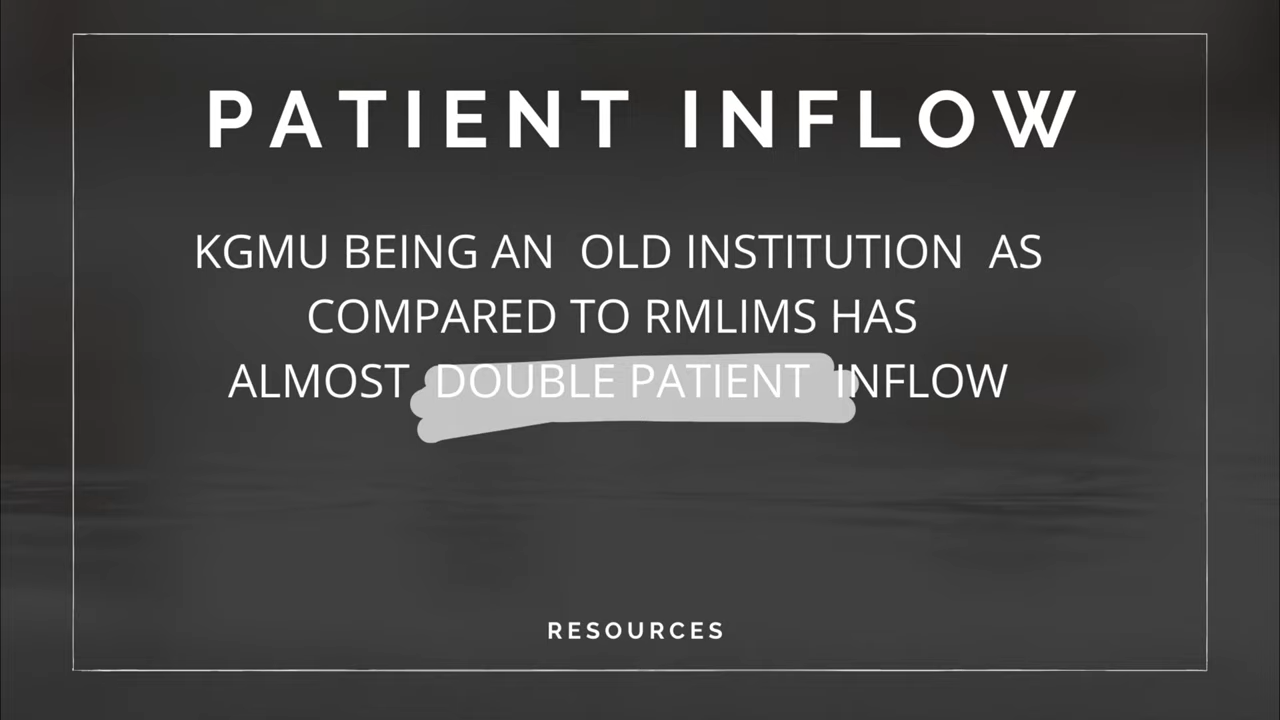 PATIENT INFLOW
KGMU BEING AN OLD INSTITUTION AS
COMPARED TO RMLIMS HAS
ALMOST DOUBLE PATIENT INFLOW
RESOURCES